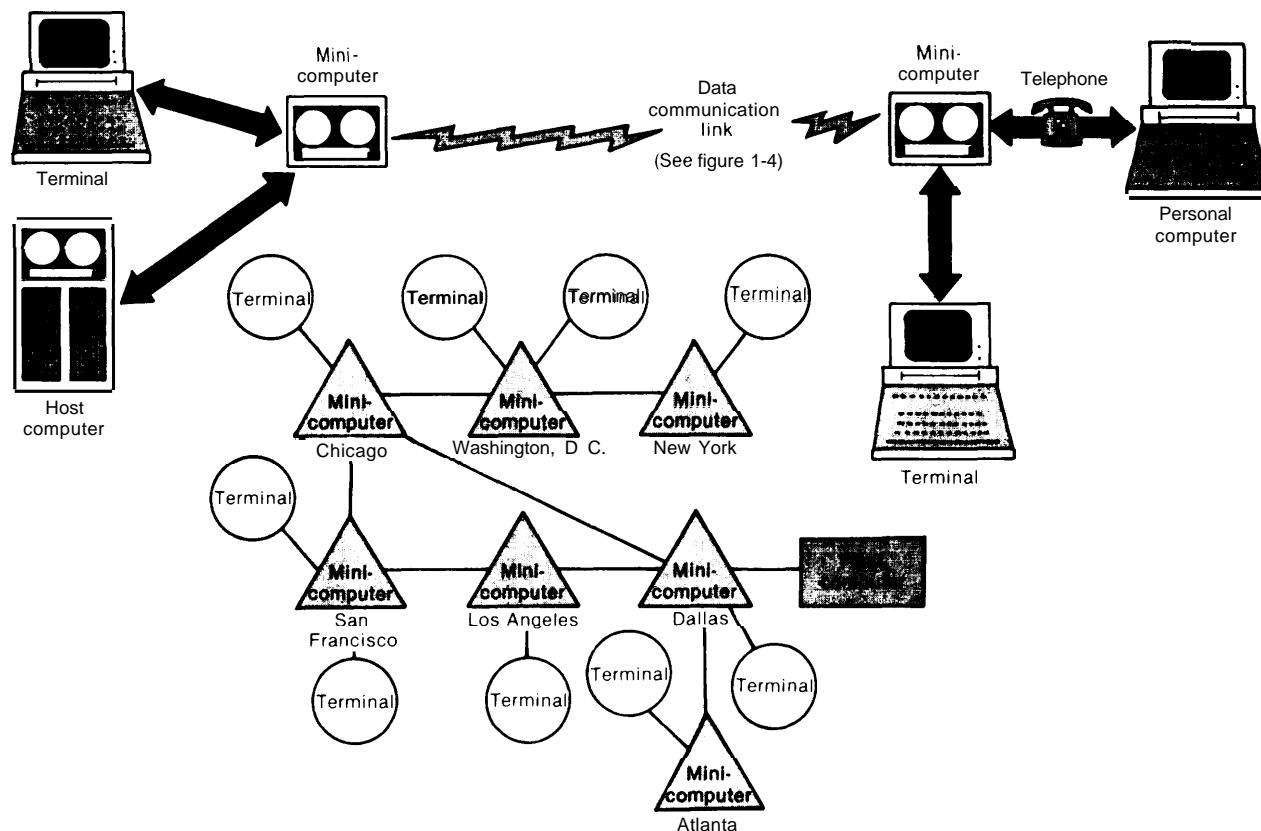 Mini-
computer
Mini-
computer
Telephone
Data
communication
link
(See figure 1-4)
Terminal
Personal
computer
Host
computer
Terminal
Terminal
Terminal
Terminal
Terminal
Mini-
computer
Chicago
Mini-
computer
Washington, D C.
Mini-
computer
New York
Terminal
Mini-
computer
San
Francisco
Mini-
computer
Los Angeles
Mini-
computer
Dallas
Terminal
Terminal
Terminal
Terminal
Mini-
computer
Atlanta